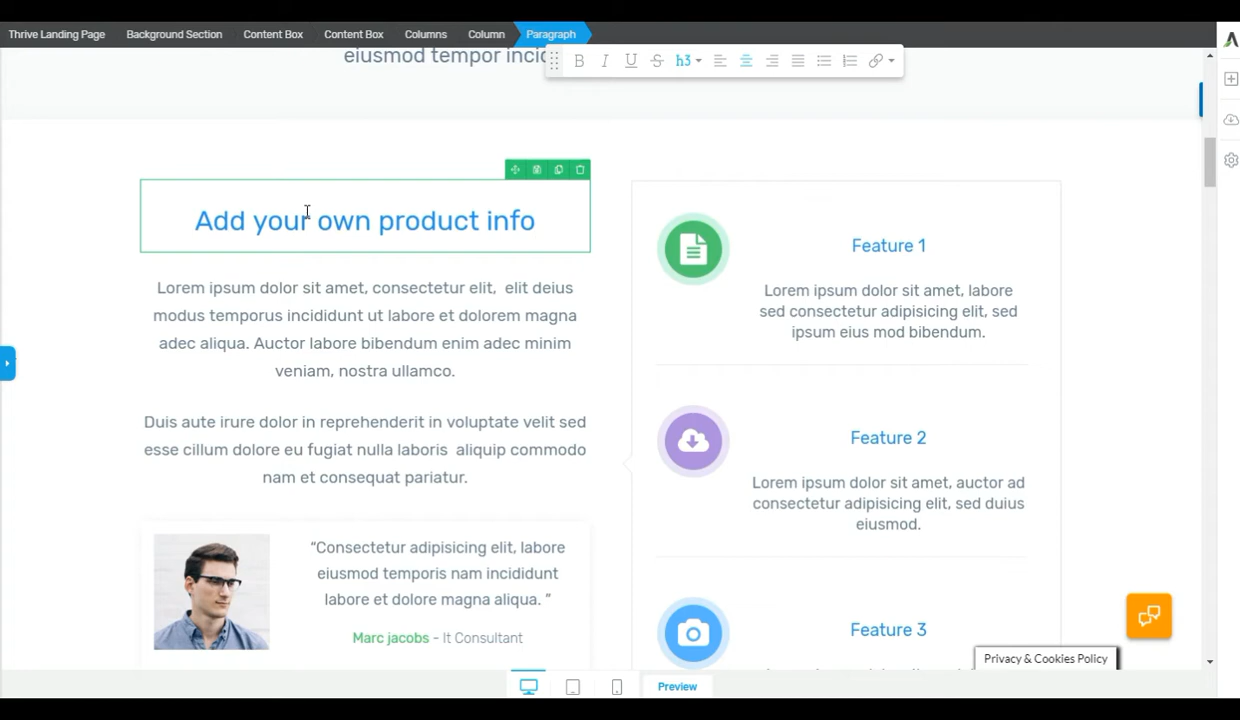 Thrive Landing Page Background Section Content Box Content Box Columns Column Paragraph
eiusmod tempor incid
B I U S h3
Add your own product info
Lorem ipsum dolor sit amet, consectetur elit, elit deius
modus temporus incididunt ut labore et dolorem magna
adec aliqua. Auctor labore bibendum enim adec minim
veniam, nostra ullamco.
Duis aute irure dolor in reprehenderit in voluptate velit sed
esse cillum dolore eu fugiat nulla laboris aliquip commodo
nam et consequat pariatur.
“Consectetur adipisicing elit, labore
eiusmod temporis nam incididunt
labore et dolore magna aliqua. ”
Marc jacobs - It Consultant
Feature 1
Lorem ipsum dolor sit amet, labore
sed consectetur adipisicing elit, sed
ipsum eius mod bibendum.
Feature 2
Lorem ipsum dolor sit amet, auctor ad
consectetur adipisicing elit, sed duius
eiusmod.
Feature 3
Privacy & Cookies Policy
Preview